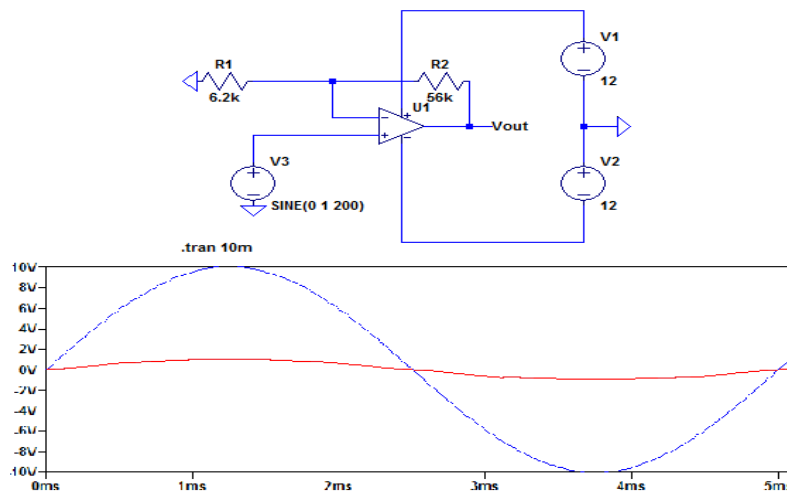 V1
R1
R2
6.2k
56k
12
U1
Vout
V3
V2
SINE(0 1 200)
12
.tran 10m
10V
8V
6V
4V
2V
0V
-2V
-4V
-6V
-8V
-10V
0ms
1ms
2ms
3ms
4ms
5ms